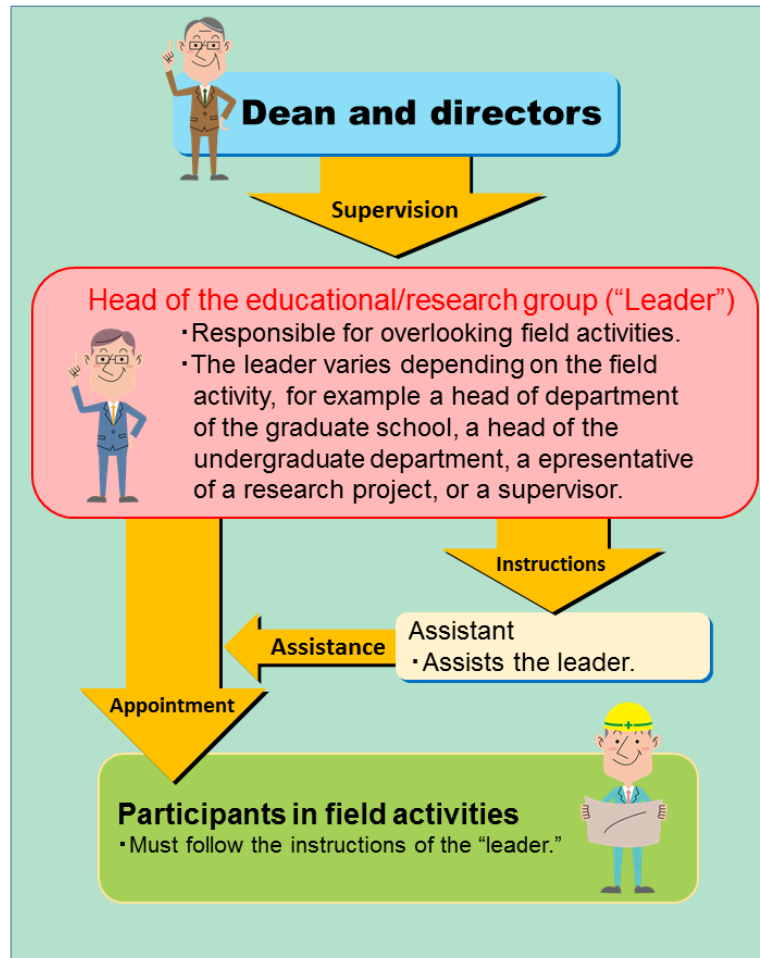 Dean and directors
Supervision
Head of the educational/research group (“Leader”)
・Responsible for overlooking field activities.
・The leader varies depending on the field
activity, for example a head of department
of the graduate school, a head of the
undergraduate department, a epresentative
of a research project, or a supervisor.
Instructions
Assistant
・Assists the leader.
Assistance
Appointment
Participants in field activities
・Must follow the instructions of the “leader.”